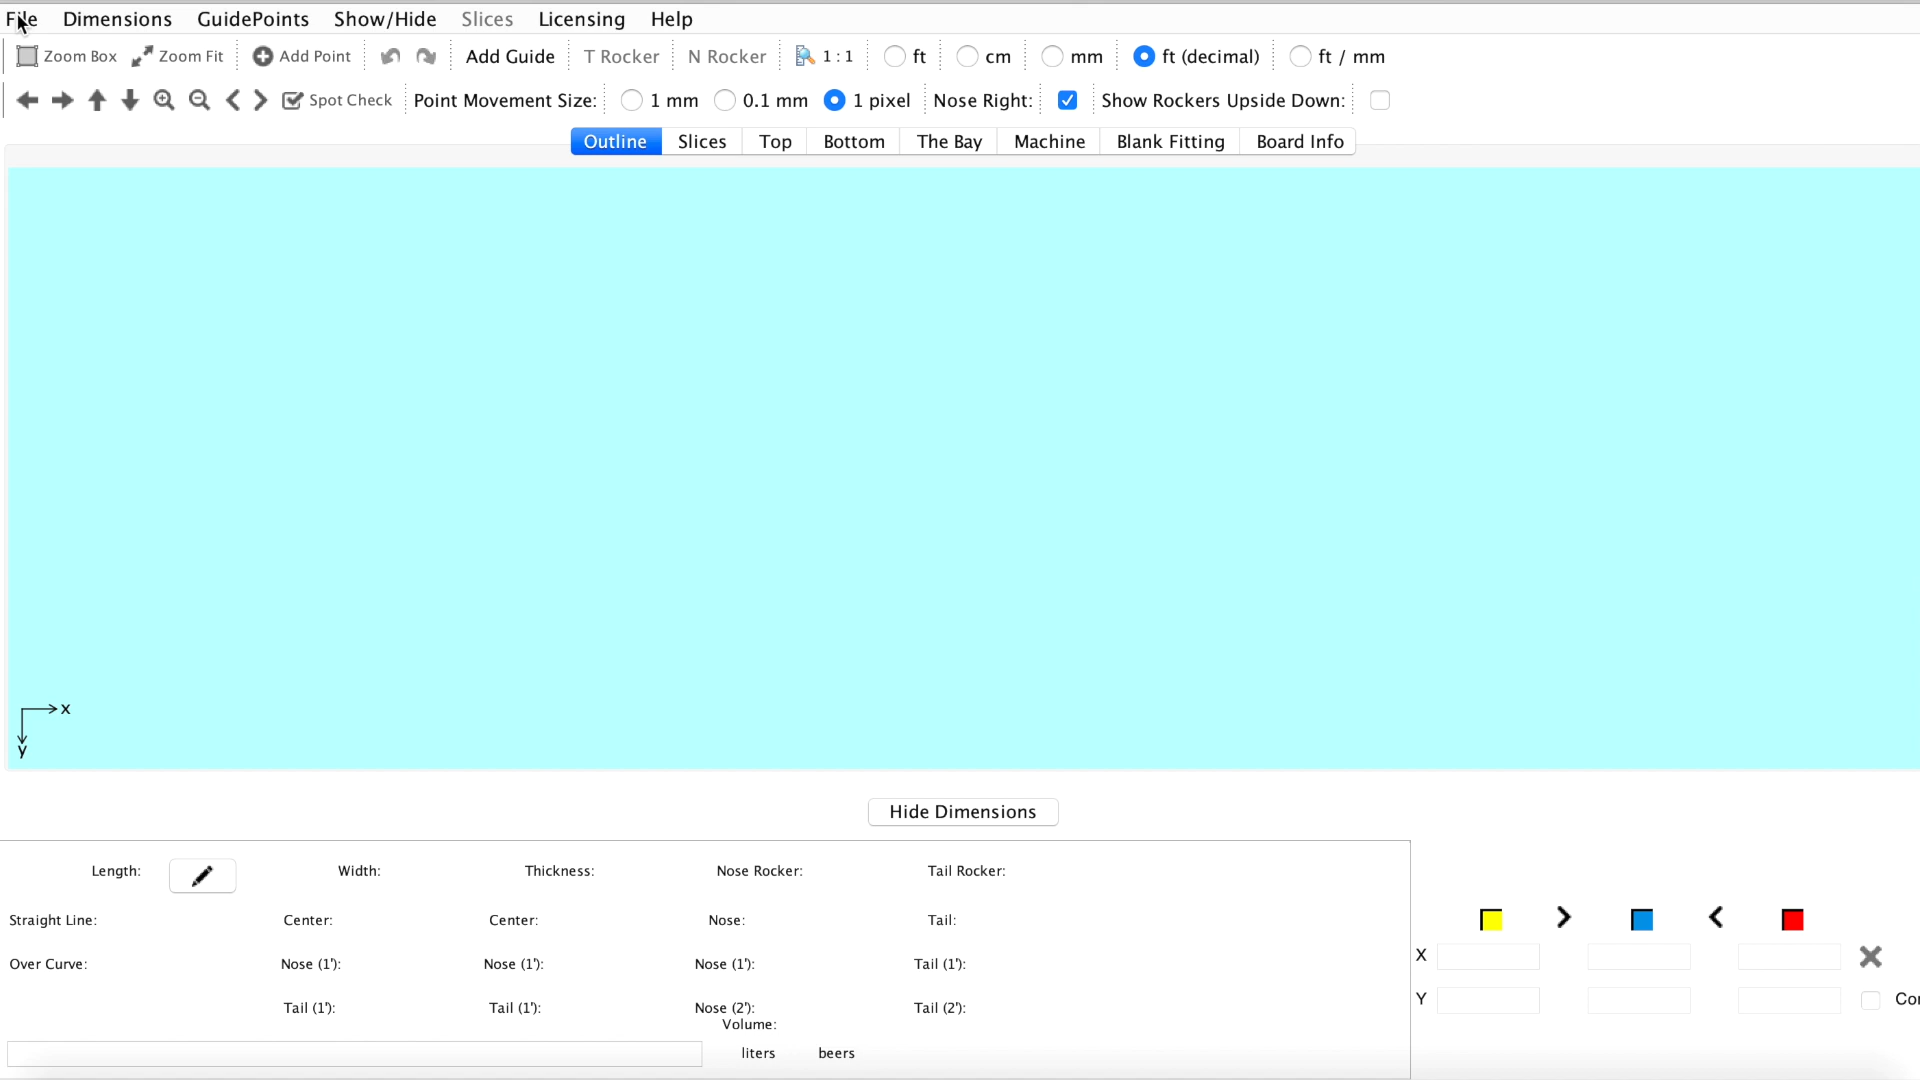 File Dimensions GuidePoints Show/Hide Slices Licensing Help
Zoom Box Zoom Fit Add Point Add Guide T Rocker N Rocker 1 : 1 ft cm mm ft (decimal) ft / mm
Spot Check Point Movement Size: 1 mm 0.1 mm 1 pixel Nose Right: Show Rockers Upside Down:
Outline Slices Top Bottom The Bay Machine Blank Fitting Board Info
x
y
Hide Dimensions
Length: Width: Thickness: Nose Rocker: Tail Rocker:
Straight Line: Center: Center: Nose: Tail:
Over Curve: Nose (1'): Nose (1'): Nose (1'): Tail (1'):
Tail (1'): Tail (1'): Nose (2'): Tail (2'):
Volume:
liters beers
X
Y